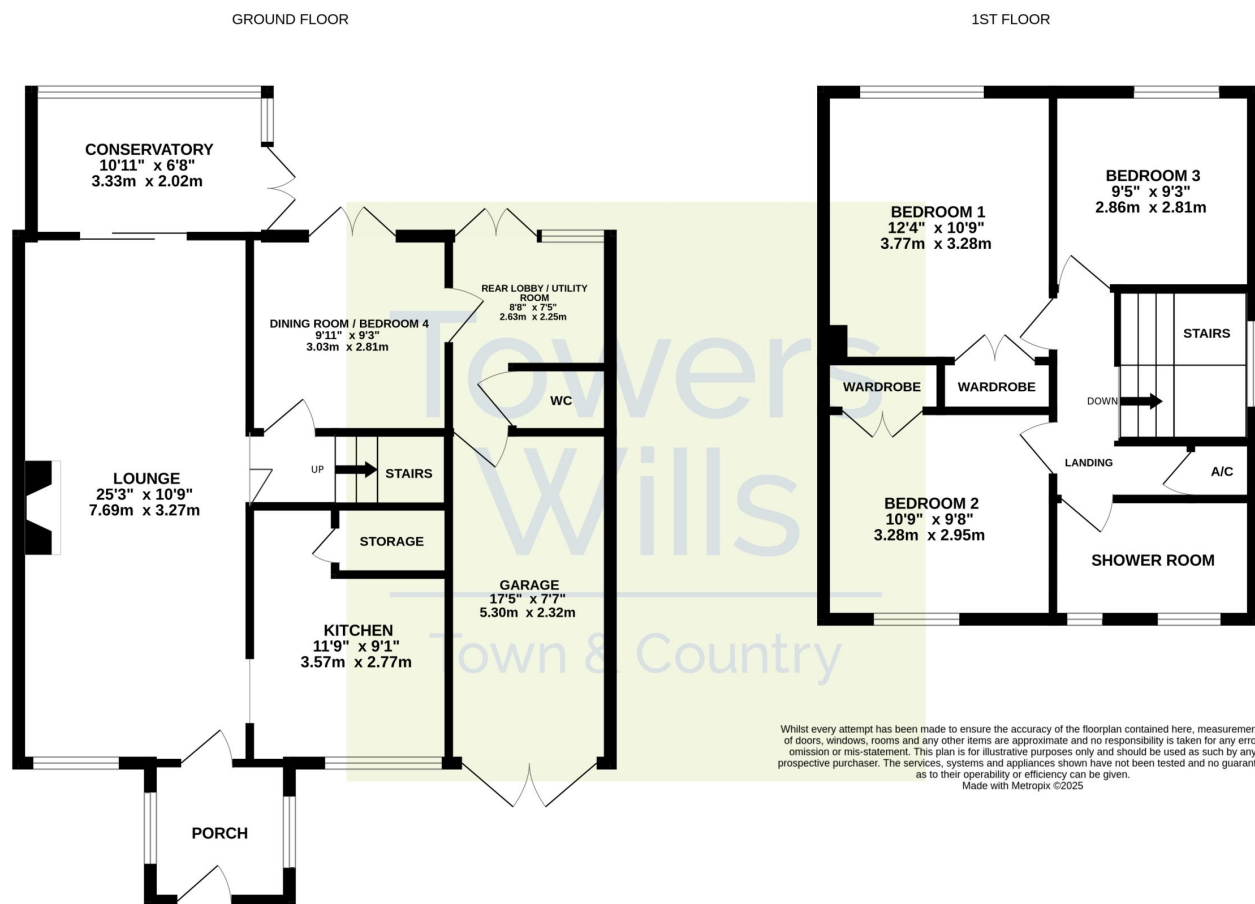 GROUND FLOOR
1ST FLOOR
CONSERVATORY
10'11" x 6'8"
3.33m x 2.02m
BEDROOM 1
12'4" x 10'9"
3.77m x 3.28m
BEDROOM 3
9'5" x 9'3"
2.86m x 2.81m
REAR LOBBY / UTILITY
ROOM
8'8" x 7'5"
2.63m x 2.25m
DINING ROOM / BEDROOM 4
9'11" x 9'3"
3.03m x 2.81m
STAIRS
WARDROBE
WARDROBE
WC
DOWN
LOUNGE
25'3" x 10'9"
7.69m x 3.27m
UP
STAIRS
LANDING
A/C
BEDROOM 2
10'9" x 9'8"
3.28m x 2.95m
STORAGE
SHOWER ROOM
GARAGE
17'5" x 7'7"
5.30m x 2.32m
KITCHEN
11'9" x 9'1"
3.57m x 2.77m
PORCH
Towers
Wills
Town & Country
Whilst every attempt has been made to ensure the accuracy of the floorplan contained here, measuremen
of doors, windows, rooms and any other items are approximate and no responsibility is taken for any erro
omission or mis-statement. This plan is for illustrative purposes only and should be used as such by any
prospective purchaser. The services, systems and appliances shown have not been tested and no guarant
as to their operability or efficiency can be given.
Made with Metropix ©2025